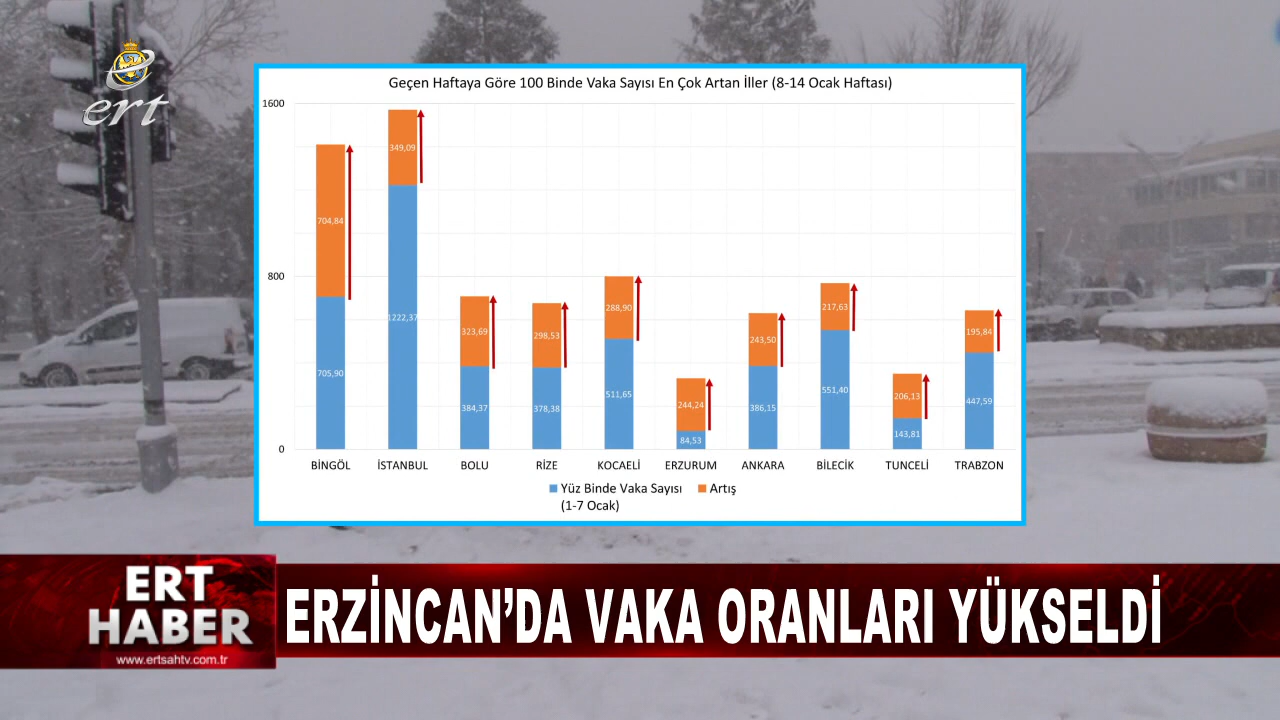 ert
Geçen Haftaya Göre 100 Binde Vaka Sayısı En Çok Artan İller (8-14 Ocak Haftası)
1600
800
0
704,84
705,90
349,09
1222,37
323,69
384,37
298,53
378,38
288,90
511,65
244,24
84,53
243,50
386,15
217,63
551,40
206,13
143,81
195,84
447,59
BİNGÖL İSTANBUL BOLU RİZE KOCAELİ ERZURUM ANKARA BİLECİK TUNCELİ TRABZON
Yüz Binde Vaka Sayısı Artış
(1-7 Ocak)
ERT
HABER
www.ertsahtv.com.tr
ERZİNCAN’DA VAKA ORANLARI YÜKSELDİ